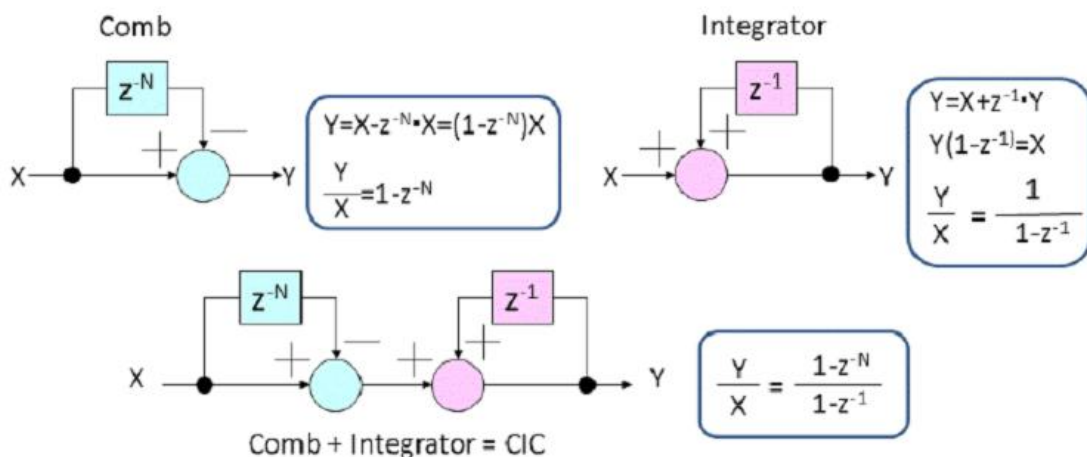 Comb
Integrator
z⁻ᴺ
z⁻¹
Y=X-z⁻ᴺ▪X=(1-z⁻ᴺ)X
Y=X+z⁻¹▪Y
Y(1-z⁻¹)=X
+
—
+
+
X
Y
X
Y
Y
X
=1-z⁻ᴺ
Y
X
=
1
1-z⁻¹
z⁻ᴺ
z⁻¹
+
—
+
+
X
Y
Y
X
=
1-z⁻ᴺ
1-z⁻¹
Comb + Integrator = CIC